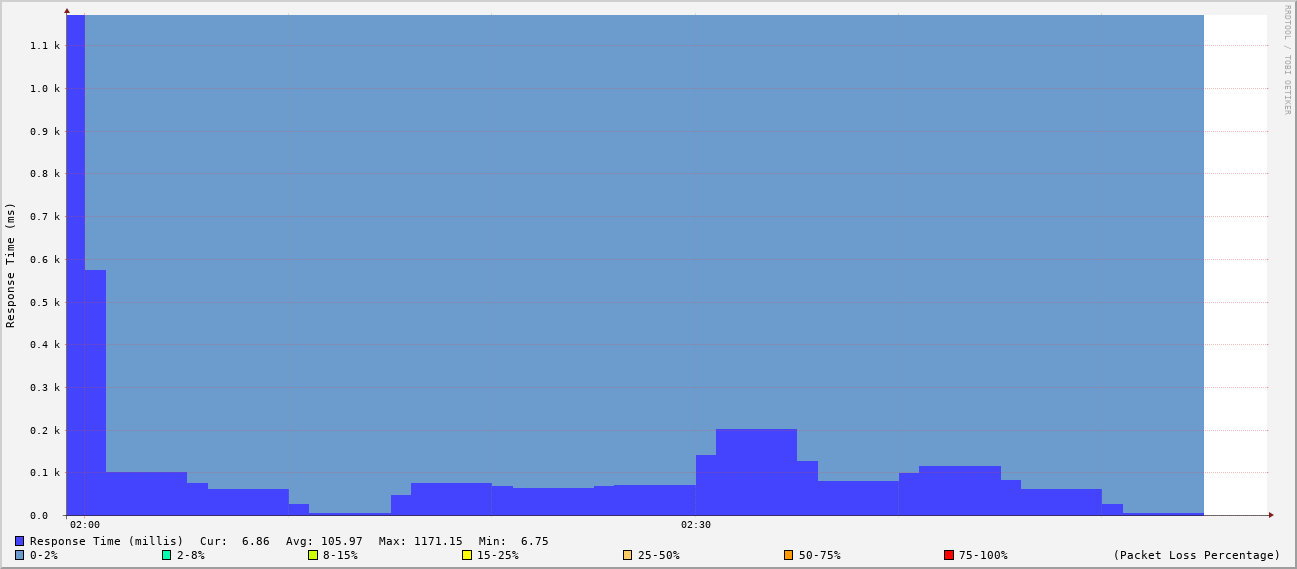 RRDTOOL / TOBI OETIKER
Response Time (ms)
1.1 k
1.0 k
0.9 k
0.8 k
0.7 k
0.6 k
0.5 k
0.4 k
0.3 k
0.2 k
0.1 k
0.0
02:00 02:30
Response Time (millis) Cur: 6.86 Avg: 105.97 Max: 1171.15 Min: 6.75
0-2% 2-8% 8-15% 15-25% 25-50% 50-75% 75-100% (Packet Loss Percentage)